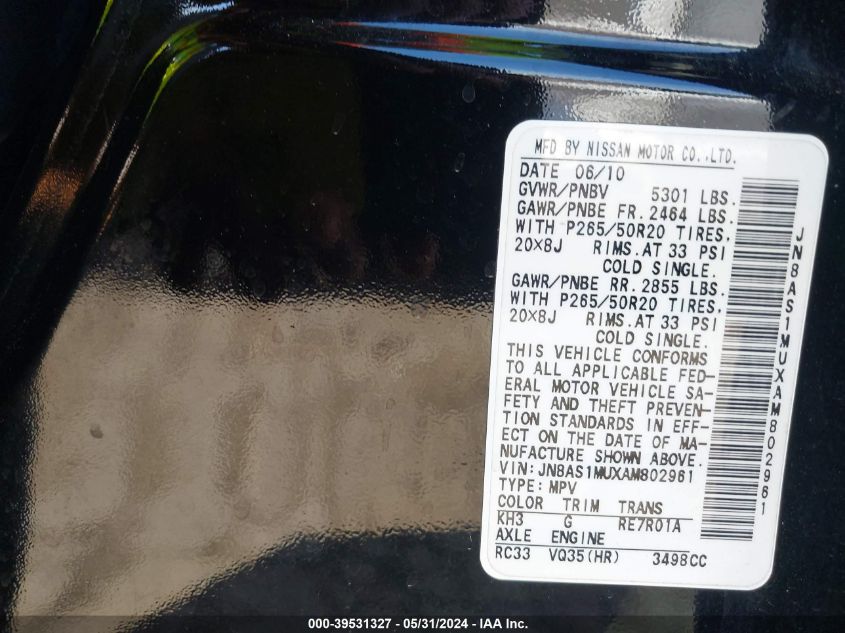 MFD BY NISSAN MOTOR CO.,LTD.
DATE 06/10
GVWR/PNBV 5301 LBS.
GAWR/PNBE FR. 2464 LBS.
WITH P265/50R20 TIRES,
20X8J RIMS.AT 33 PSI
COLD SINGLE.
GAWR/PNBE RR. 2855 LBS.
WITH P265/50R20 TIRES,
20X8J RIMS.AT 33 PSI
COLD SINGLE.
THIS VEHICLE CONFORMS
TO ALL APPLICABLE FED-
ERAL MOTOR VEHICLE SA-
FETY AND THEFT PREVEN-
TION STANDARDS IN EFF-
ECT ON THE DATE OF MA-
NUFACTURE SHOWN ABOVE.
VIN: JN8AS1MUXAM802961
TYPE: MPV
COLOR TRIM TRANS
KH3 G RE7R01A
AXLE ENGINE
RC33 VQ35(HR) 3498CC
JN8AS1MUXAM802961
000-39531327 - 05/31/2024 - IAA Inc.